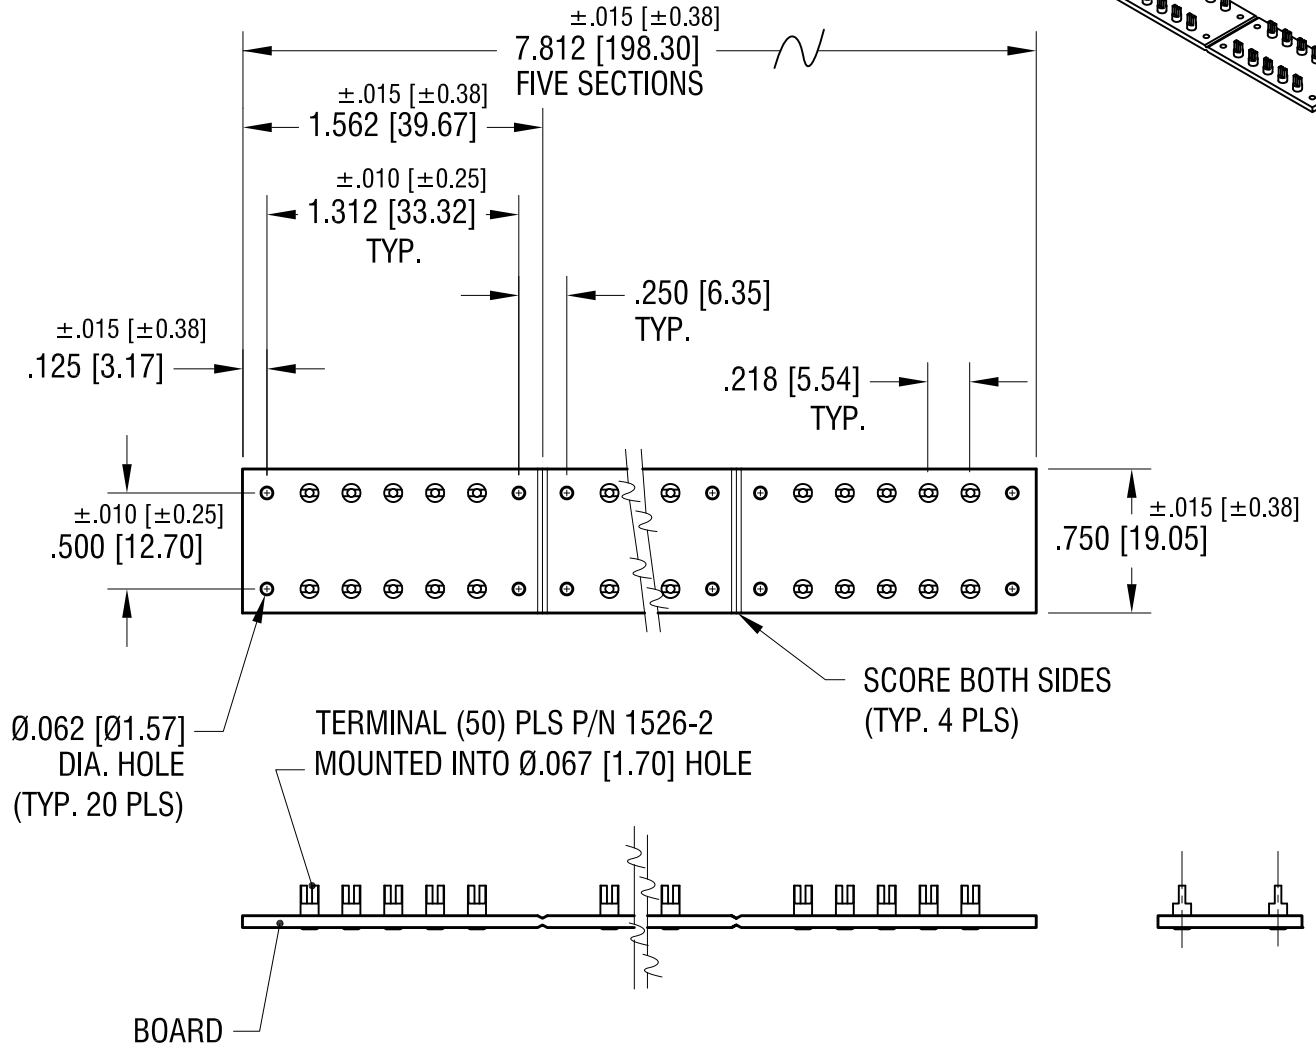 ±.015 [±0.38]
7.812 [198.30]
FIVE SECTIONS
±.015 [±0.38]
1.562 [39.67]
±.010 [±0.25]
1.312 [33.32]
TYP.
.250 [6.35]
TYP.
±.015 [±0.38]
.125 [3.17]
.218 [5.54]
TYP.
±.010 [±0.25]
.500 [12.70]
±.015 [±0.38]
.750 [19.05]
SCORE BOTH SIDES
(TYP. 4 PLS)
Ø.062 [Ø1.57]
DIA. HOLE
(TYP. 20 PLS)
TERMINAL (50) PLS P/N 1526-2
MOUNTED INTO Ø.067 [1.70] HOLE
BOARD